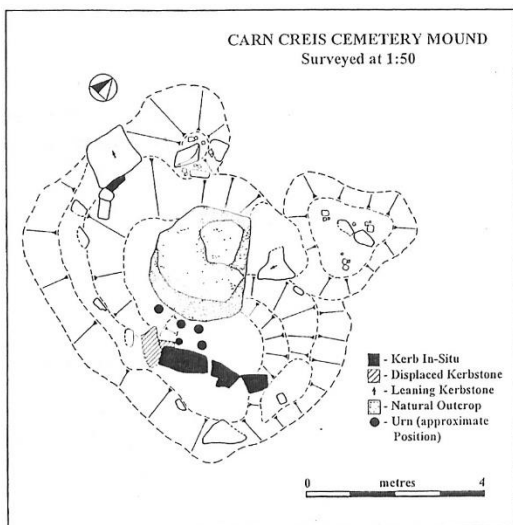 CARN CREIS CEMETERY MOUND
Surveyed at 1:50
- Kerb In-Situ
- Displaced Kerbstone
- Leaning Kerbstone
- Natural Outcrop
- Urn (approximate
Position)
0 metres 4